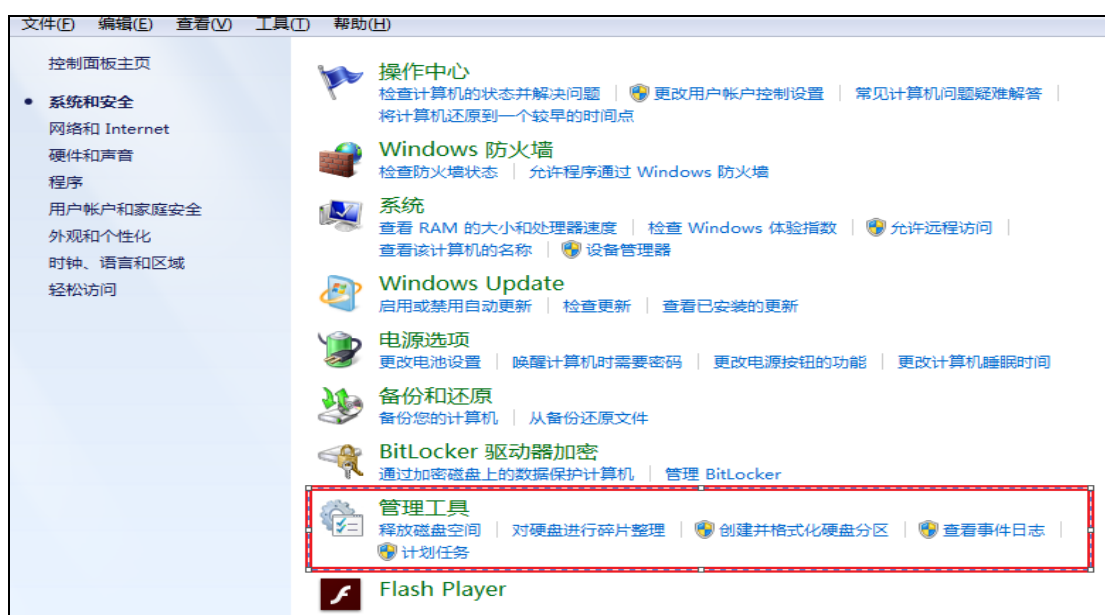 文件(F) 编辑(E) 查看(V) 工具(T) 帮助(H)
控制面板主页
系统和安全
网络和 Internet
硬件和声音
程序
用户帐户和家庭安全
外观和个性化
时钟、语言和区域
轻松访问
操作中心
检查计算机的状态并解决问题 更改用户帐户控制设置 常见计算机问题疑难解答
将计算机还原到一个较早的时间点
Windows 防火墙
检查防火墙状态 允许程序通过 Windows 防火墙
系统
查看 RAM 的大小和处理器速度 检查 Windows 体验指数 允许远程访问
查看该计算机的名称 设备管理器
Windows Update
启用或禁用自动更新 检查更新 查看已安装的更新
电源选项
更改电池设置 唤醒计算机时需要密码 更改电源按钮的功能 更改计算机睡眠时间
备份和还原
备份您的计算机 从备份还原文件
BitLocker 驱动器加密
通过加密磁盘上的数据保护计算机 管理 BitLocker
管理工具
释放磁盘空间 对硬盘进行碎片整理 创建并格式化硬盘分区 查看事件日志
计划任务
Flash Player